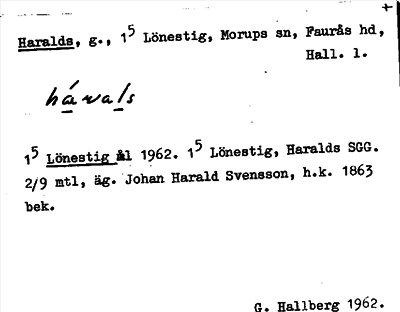 Haralds, g., 1⁵ Lönestig, Morups sn, Faurås hd,
Hall. l.
háwals
1⁵ Lönestig ål 1962. 1⁵ Lönestig, Haralds SGG.
2/9 mtl, äg. Johan Harald Svensson, h.k. 1863
bek.
G. Hallberg 1962.